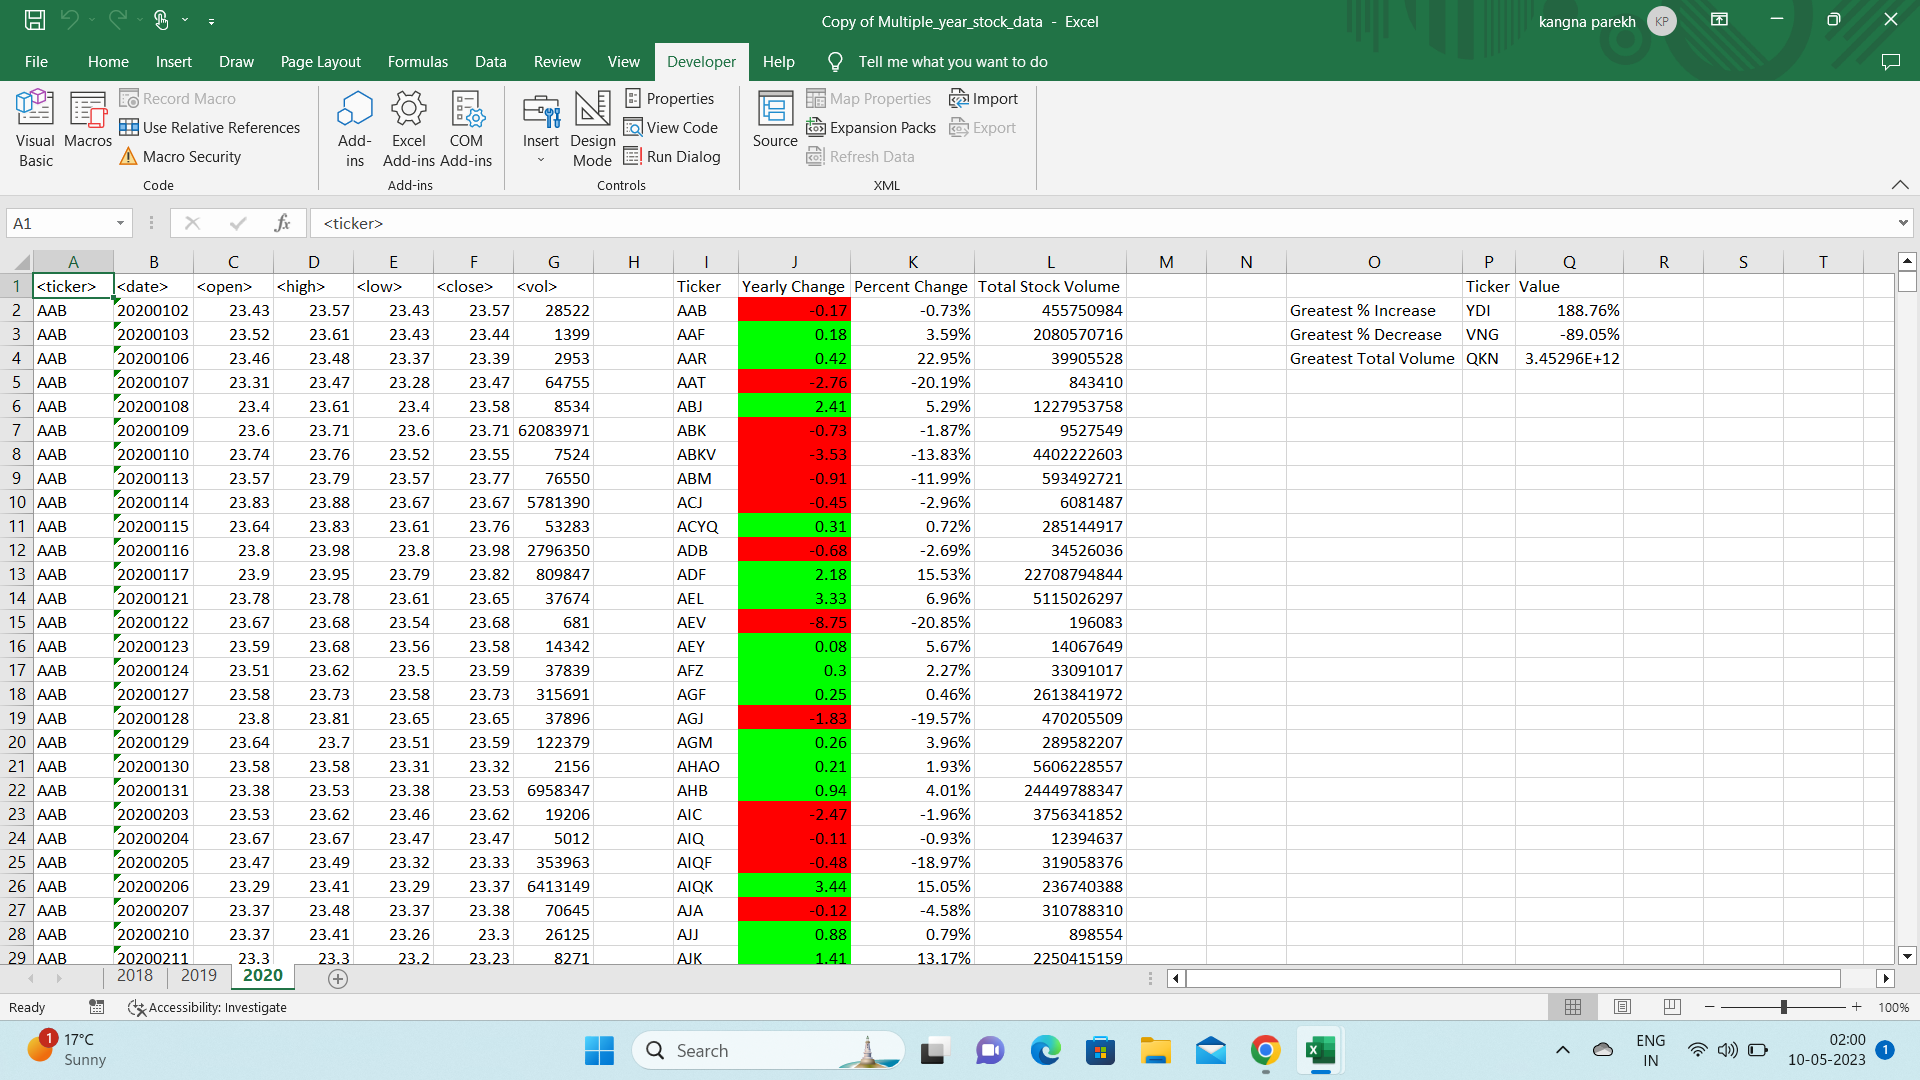 Copy of Multiple_year_stock_data - Excel
kangna parekh KP
File Home Insert Draw Page Layout Formulas Data Review View Developer Help Tell me what you want to do
Visual Basic
Macros
Record Macro
Use Relative References
Macro Security
Code
Add-ins
Excel Add-ins
COM Add-ins
Add-ins
Insert
Design Mode
Properties
View Code
Run Dialog
Controls
Source
Map Properties
Expansion Packs
Refresh Data
Import
Export
XML
A1 fx <ticker>
A B C D E F G H I J K L M N O P Q R S T
1 <ticker> <date> <open> <high> <low> <close> <vol> Ticker Yearly Change Percent Change Total Stock Volume Ticker Value
2 AAB 20200102 23.43 23.57 23.43 23.57 28522 AAB -0.17 -0.73% 455750984 Greatest % Increase YDI 188.76%
3 AAB 20200103 23.52 23.61 23.43 23.44 1399 AAF 0.18 3.59% 2080570716 Greatest % Decrease VNG -89.05%
4 AAB 20200106 23.46 23.48 23.37 23.39 2953 AAR 0.42 22.95% 39905528 Greatest Total Volume QKN 3.45296E+12
5 AAB 20200107 23.31 23.47 23.28 23.47 64755 AAT -2.76 -20.19% 843410
6 AAB 20200108 23.4 23.61 23.4 23.58 8534 ABJ 2.41 5.29% 1227953758
7 AAB 20200109 23.6 23.71 23.6 23.71 62083971 ABK -0.73 -1.87% 9527549
8 AAB 20200110 23.74 23.76 23.52 23.55 7524 ABKV -3.53 -13.83% 4402222603
9 AAB 20200113 23.57 23.79 23.57 23.77 76550 ABM -0.91 -11.99% 593492721
10 AAB 20200114 23.83 23.88 23.67 23.67 5781390 ACJ -0.45 -2.96% 6081487
11 AAB 20200115 23.64 23.83 23.61 23.76 53283 ACYQ 0.31 0.72% 285144917
12 AAB 20200116 23.8 23.98 23.8 23.98 2796350 ADB -0.68 -2.69% 34526036
13 AAB 20200117 23.9 23.95 23.79 23.82 809847 ADF 2.18 15.53% 22708794844
14 AAB 20200121 23.78 23.78 23.61 23.65 37674 AEL 3.33 6.96% 5115026297
15 AAB 20200122 23.67 23.68 23.54 23.68 681 AEV -8.75 -20.85% 196083
16 AAB 20200123 23.59 23.68 23.56 23.58 14342 AEY 0.08 5.67% 14067649
17 AAB 20200124 23.51 23.62 23.5 23.59 37839 AFZ 0.3 2.27% 33091017
18 AAB 20200127 23.58 23.73 23.58 23.73 315691 AGF 0.25 0.46% 2613841972
19 AAB 20200128 23.8 23.81 23.65 23.65 37896 AGJ -1.83 -19.57% 470205509
20 AAB 20200129 23.64 23.7 23.51 23.59 122379 AGM 0.26 3.96% 289582207
21 AAB 20200130 23.58 23.58 23.31 23.32 2156 AHAO 0.21 1.93% 5606228557
22 AAB 20200131 23.38 23.53 23.38 23.53 6958347 AHB 0.94 4.01% 24449788347
23 AAB 20200203 23.53 23.62 23.46 23.62 19206 AIC -2.47 -1.96% 3756341852
24 AAB 20200204 23.67 23.67 23.47 23.47 5012 AIQ -0.11 -0.93% 12394637
25 AAB 20200205 23.47 23.49 23.32 23.33 353963 AIQF -0.48 -18.97% 319058376
26 AAB 20200206 23.29 23.41 23.29 23.37 6413149 AIQK 3.44 15.05% 236740388
27 AAB 20200207 23.37 23.48 23.37 23.38 70645 AJA -0.12 -4.58% 310788310
28 AAB 20200210 23.37 23.41 23.26 23.3 26125 AJJ 0.88 0.79% 898554
29 AAB 20200211 23.3 23.3 23.2 23.23 8271 AJK 1.41 13.17% 2250415159
2018 2019 2020
Ready Accessibility: Investigate 100%
1 17°C
Sunny
Search
ENG
IN
02:00
10-05-2023
1